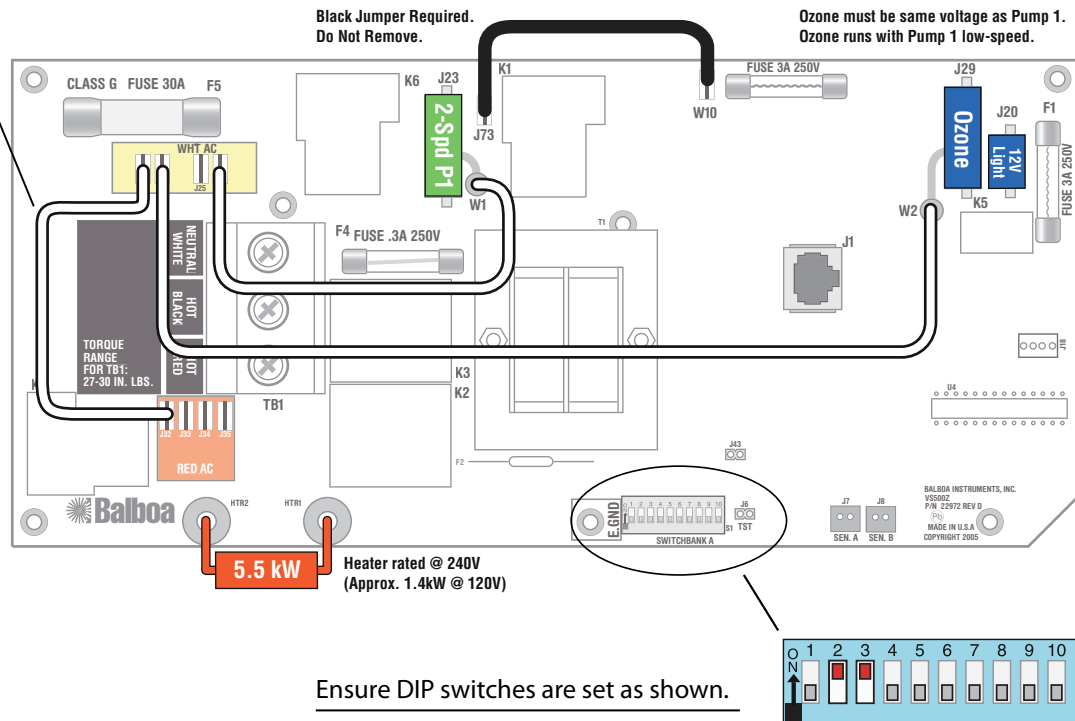 Black Jumper Required.
Do Not Remove.
Ozone must be same voltage as Pump 1.
Ozone runs with Pump 1 low-speed.
CLASS G FUSE 30A F5
K6
J23
K1
FUSE 3A 250V
J29
J20
F1
2-Spd P1
J73
W10
Ozone
12V
Light
FUSE 3A 250V
WHT AC
J25
W1
W2
K5
NEUTRAL
WHITE
F4 FUSE .3A 250V
T1
J1
HOT
BLACK
HOT
RED
TORQUE
RANGE
FOR TB1:
27-30 IN. LBS.
K3
K2
TB1
J18
U4
J32
J33
J34
J35
RED AC
J43
F2
Balboa
HTR2
HTR1
E.GND
1 2 3 4 5 6 7 8 9 10
S1
J6
TST
SWITCHBANK A
J7
SEN. A
J8
SEN. B
BALBOA INSTRUMENTS, INC.
VS500Z
P/N 22972 REV D
Pb
MADE IN U.S.A
COPYRIGHT 2005
5.5 kW
Heater rated @ 240V
(Approx. 1.4kW @ 120V)
ON
1 2 3 4 5 6 7 8 9 10
Ensure DIP switches are set as shown.